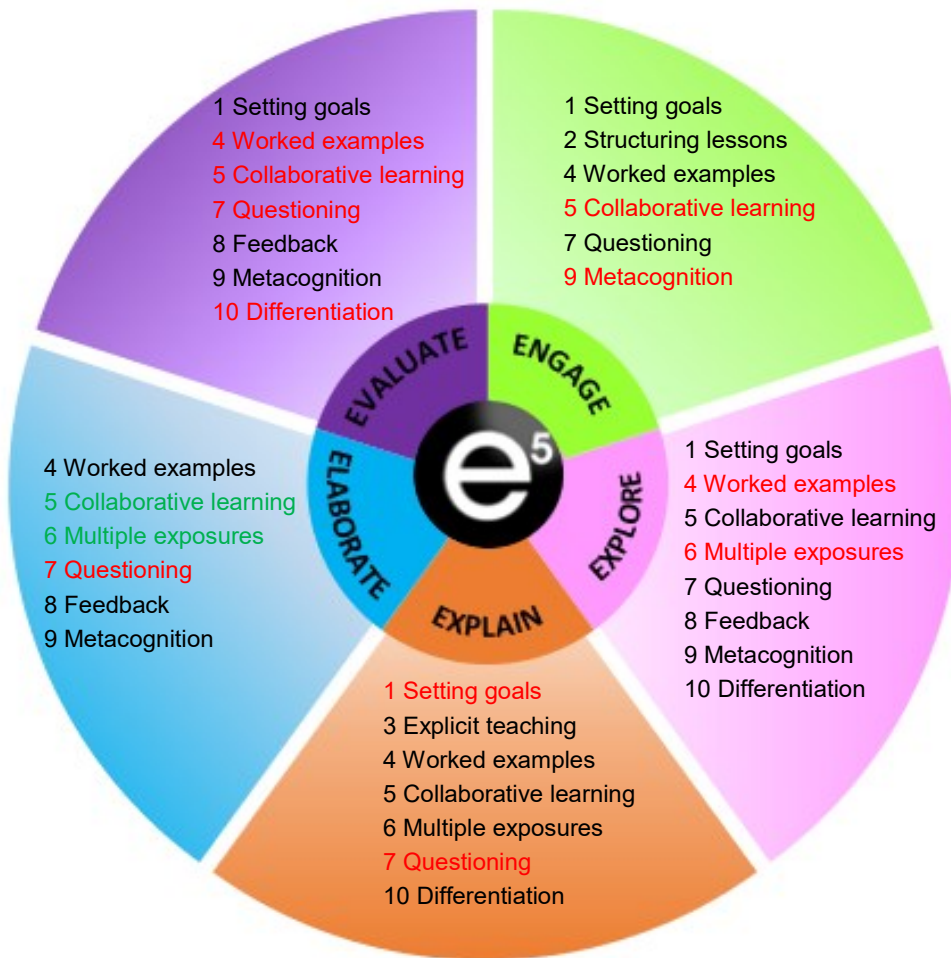 1 Setting goals
4 Worked examples
5 Collaborative learning
7 Questioning
8 Feedback
9 Metacognition
10 Differentiation
1 Setting goals
2 Structuring lessons
4 Worked examples
5 Collaborative learning
7 Questioning
9 Metacognition
EVALUATE
ENGAGE
e5
ELABORATE
EXPLORE
EXPLAIN
4 Worked examples
5 Collaborative learning
6 Multiple exposures
7 Questioning
8 Feedback
9 Metacognition
1 Setting goals
4 Worked examples
5 Collaborative learning
6 Multiple exposures
7 Questioning
8 Feedback
9 Metacognition
10 Differentiation
1 Setting goals
3 Explicit teaching
4 Worked examples
5 Collaborative learning
6 Multiple exposures
7 Questioning
10 Differentiation